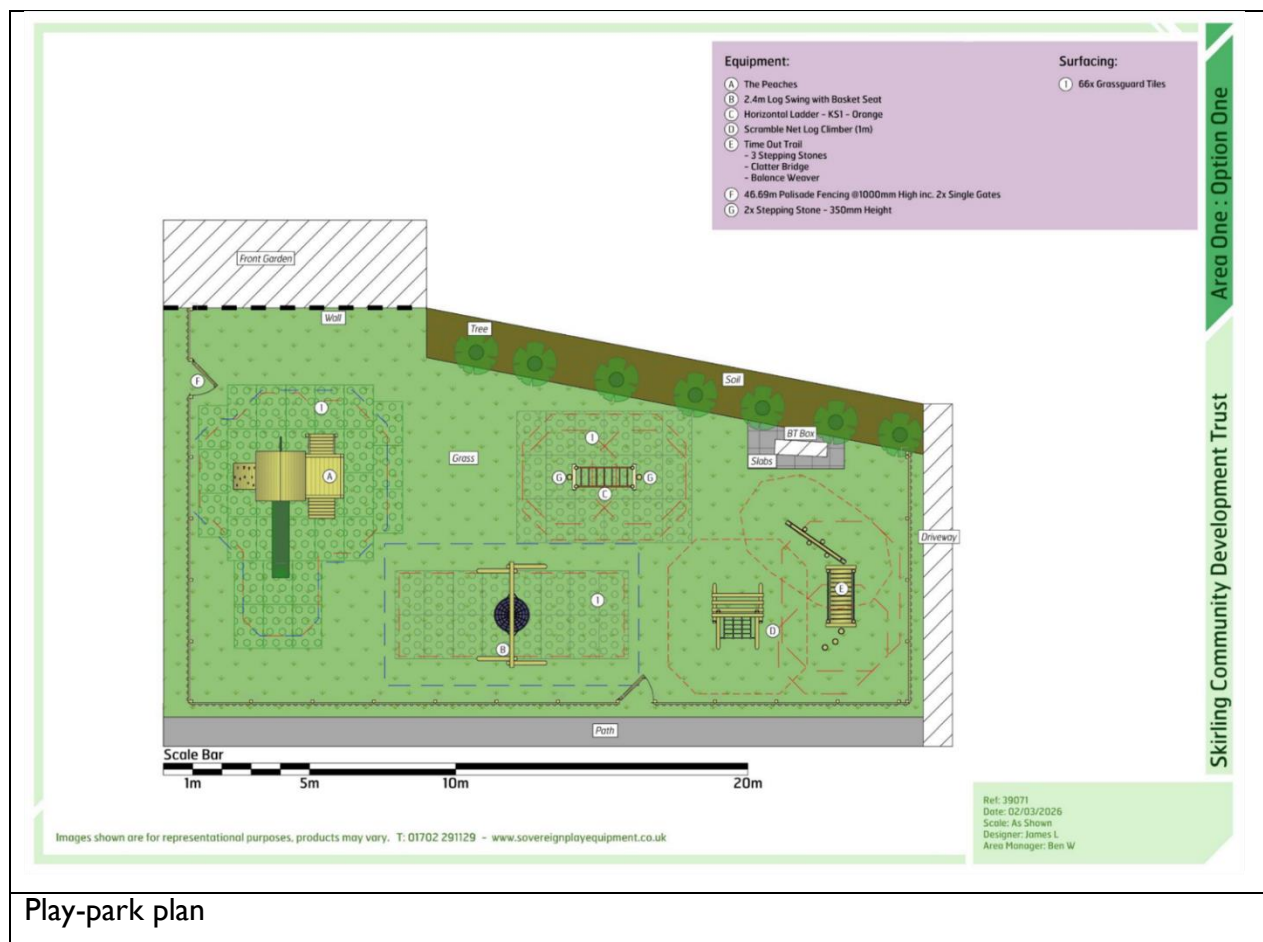 Equipment:
A The Peaches
B 2.4m Log Swing with Basket Seat
C Horizontal Ladder - KS1 - Orange
D Scramble Net Log Climber (1m)
E Time Out Trail
- 3 Stepping Stones
- Clatter Bridge
- Balance Weaver
F 46.69m Palisade Fencing @1000mm High inc. 2x Single Gates
G 2x Stepping Stone - 350mm Height
Surfacing:
1 66x Grassguard Tiles
Area One : Option One
Skirling Community Development Trust
Front Garden
Wall
Tree
Soil
F
1
A
Grass
1
G
G
C
BT Box
Slabs
Driveway
1
B
E
D
Path
Scale Bar
1m 5m 10m 20m
Ref: 39071
Date: 02/03/2026
Scale: As Shown
Designer: James L
Area Manager: Ben W
Images shown are for representational purposes, products may vary. T: 01702 291129 - www.sovereignplayequipment.co.uk
Play-park plan